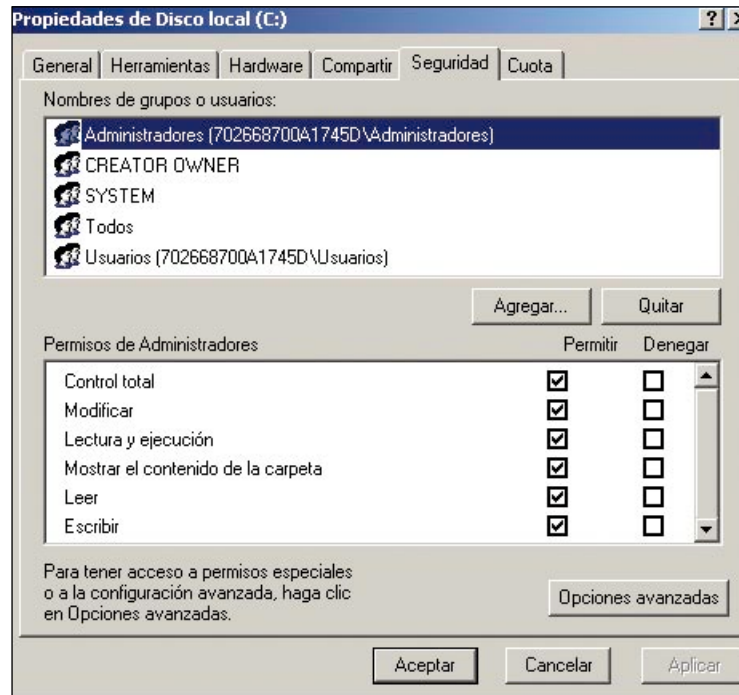 Propiedades de Disco local (C:)
General Herramientas Hardware Compartir Seguridad Cuota
Nombres de grupos o usuarios:
Administradores (702668700A1745D\Administradores)
CREATOR OWNER
SYSTEM
Todos
Usuarios (702668700A1745D\Usuarios)
Agregar... Quitar
Permisos de Administradores Permitir Denegar
Control total
Modificar
Lectura y ejecución
Mostrar el contenido de la carpeta
Leer
Escribir
Para tener acceso a permisos especiales
o a la configuración avanzada, haga clic
en Opciones avanzadas.
Opciones avanzadas
Aceptar Cancelar Aplicar